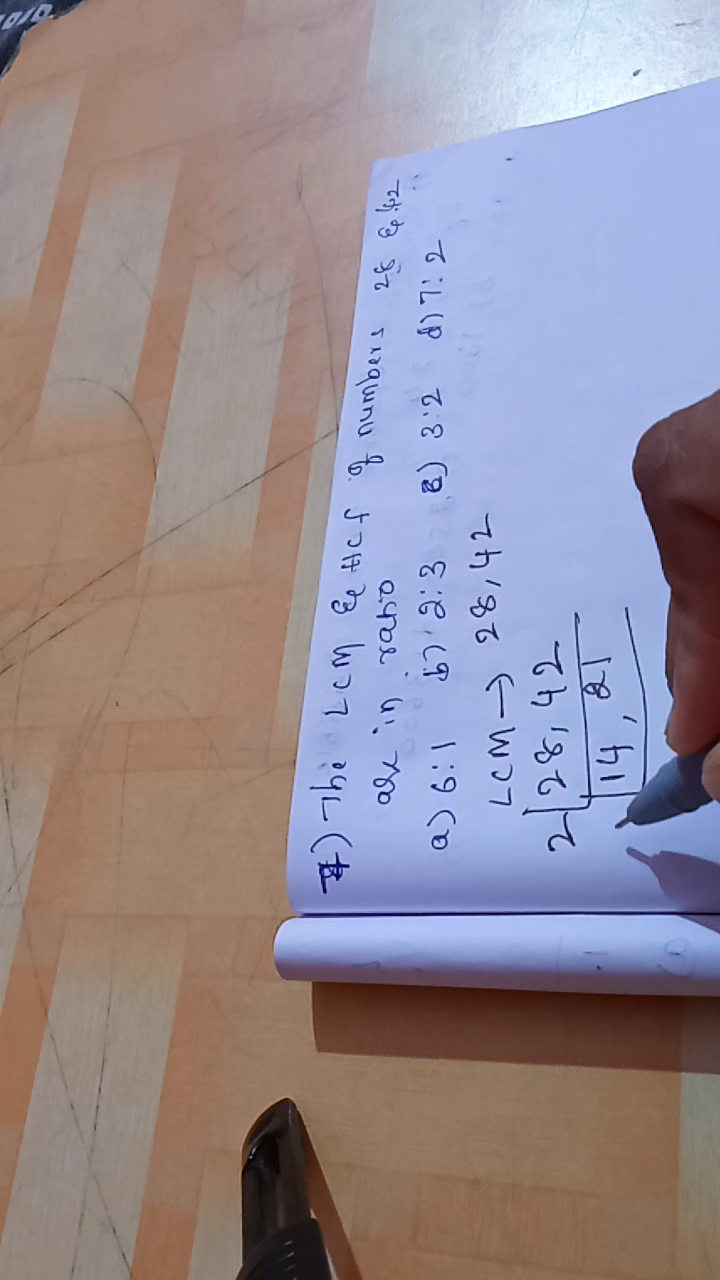 7) The LCM & HCF of numbers 28 & 42
are in ratio
a) 6:1 b) 2:3 c) 3:2 d) 7:2
LCM → 28, 42
2 28, 42
14, 21